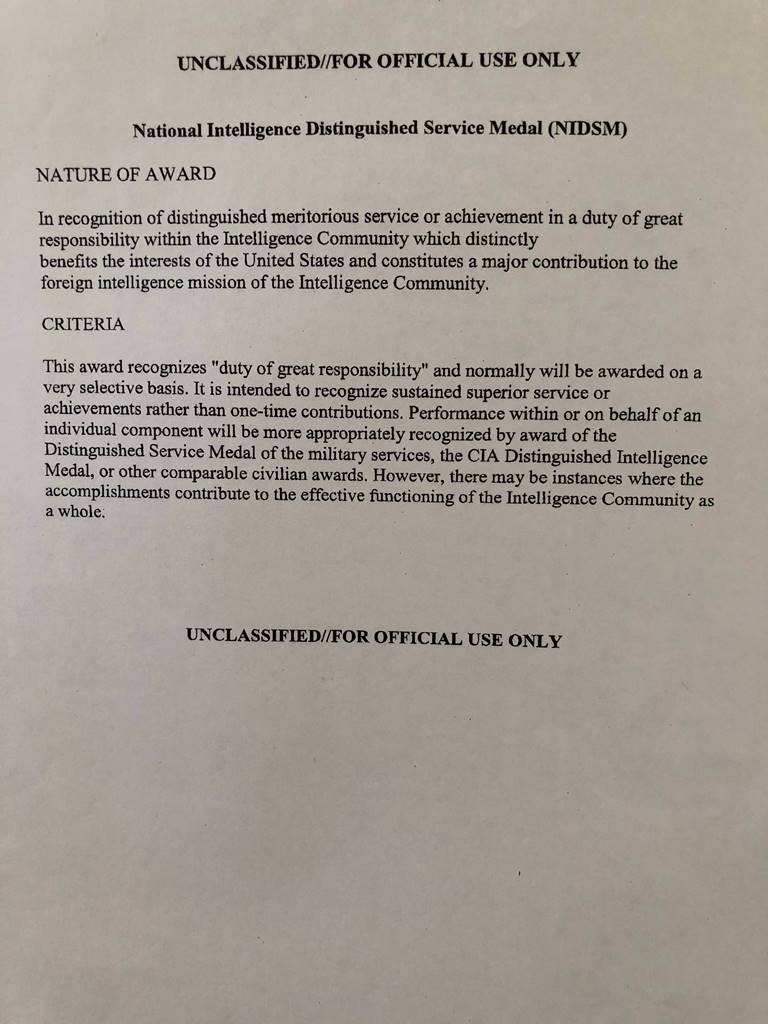 UNCLASSIFIED//FOR OFFICIAL USE ONLY
National Intelligence Distinguished Service Medal (NIDSM)
NATURE OF AWARD
In recognition of distinguished meritorious service or achievement in a duty of great
responsibility within the Intelligence Community which distinctly
benefits the interests of the United States and constitutes a major contribution to the
foreign intelligence mission of the Intelligence Community.
CRITERIA
This award recognizes "duty of great responsibility" and normally will be awarded on a
very selective basis. It is intended to recognize sustained superior service or
achievements rather than one-time contributions. Performance within or on behalf of an
individual component will be more appropriately recognized by award of the
Distinguished Service Medal of the military services, the CIA Distinguished Intelligence
Medal, or other comparable civilian awards. However, there may be instances where the
accomplishments contribute to the effective functioning of the Intelligence Community as
a whole.
UNCLASSIFIED//FOR OFFICIAL USE ONLY